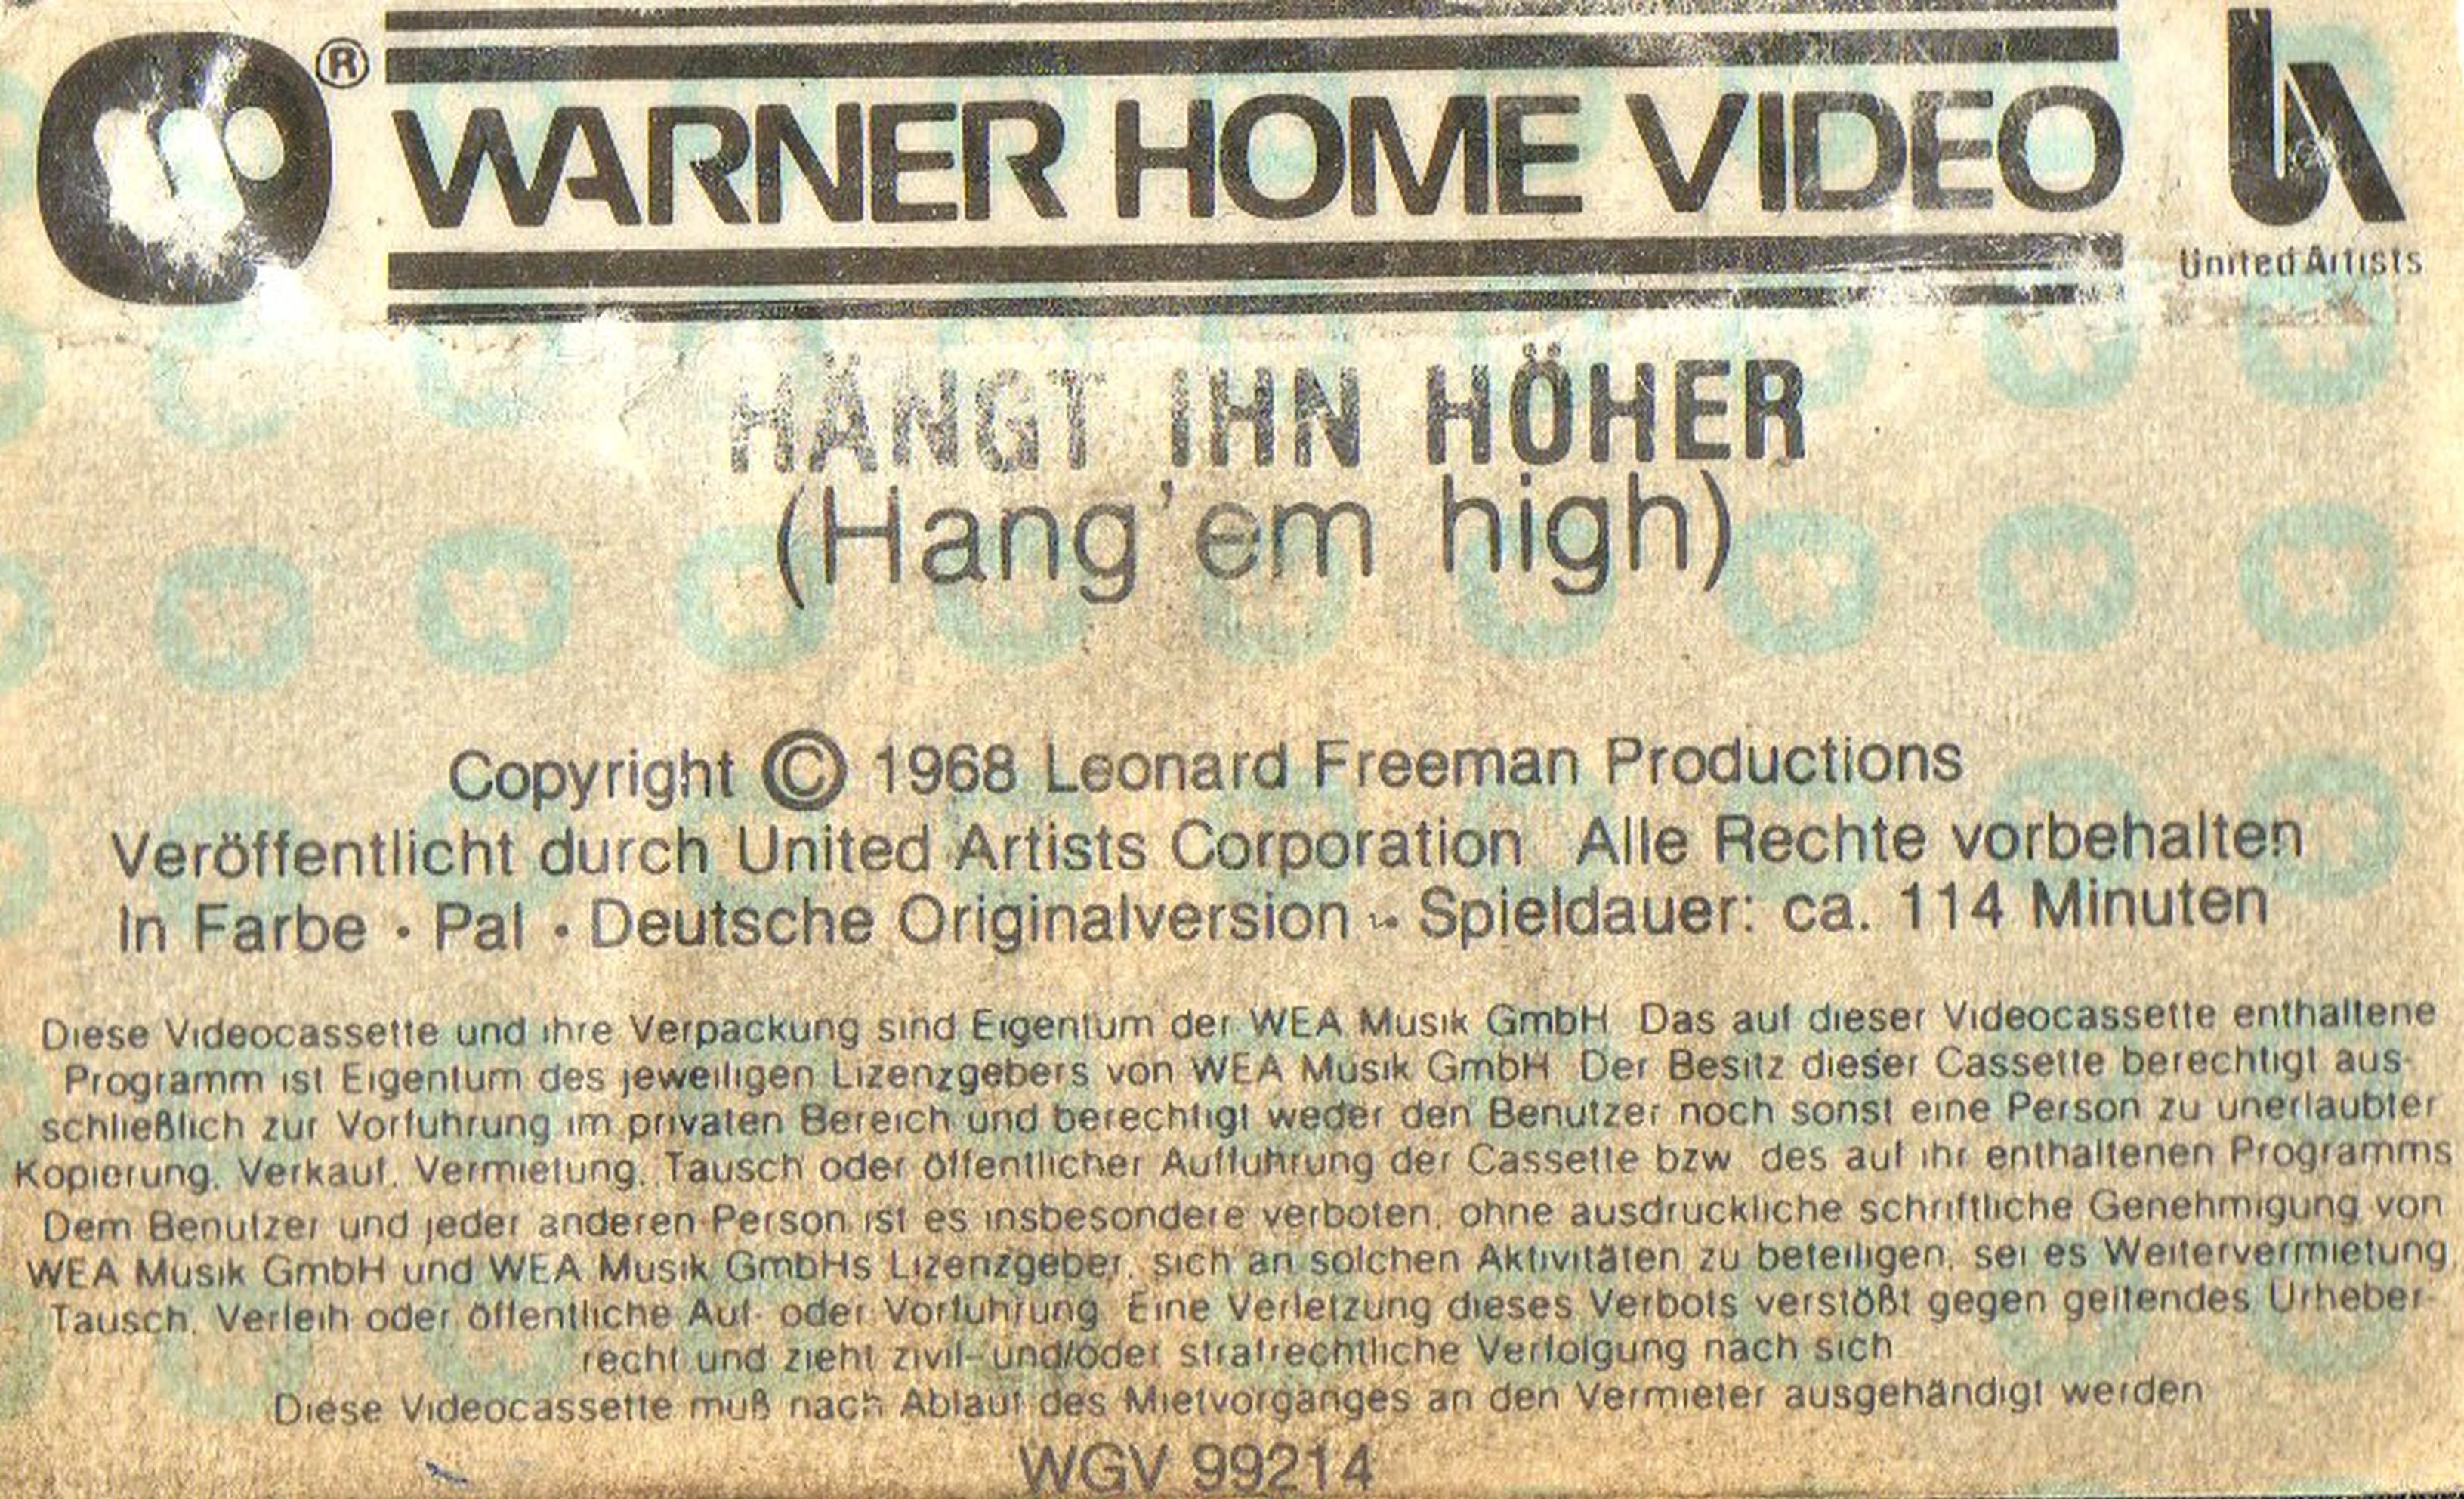 ® WARNER HOME VIDEO
United Artists
HÄNGT IHN HÖHER
(Hang'em high)
Copyright © 1968 Leonard Freeman Productions
Veröffentlicht durch United Artists Corporation Alle Rechte vorbehalten
In Farbe · Pal · Deutsche Originalversion · Spieldauer: ca. 114 Minuten
Diese Videocassette und ihre Verpackung sind Eigentum der WEA Musik GmbH Das auf dieser Videocassette enthaltene
Programm ist Eigentum des jeweiligen Lizenzgebers von WEA Musik GmbH Der Besitz dieser Cassette berechtigt aus-
schließlich zur Vorfuhrung im privaten Bereich und berechtigt weder den Benutzer noch sonst eine Person zu unerlaubter
Kopierung, Verkauf, Vermietung, Tausch oder öffentlicher Auffuhrung der Cassette bzw des auf ihr enthaltenen Programms
Dem Benutzer und jeder anderen Person ist es insbesondere verboten, ohne ausdruckliche schriftliche Genehmigung von
WEA Musik GmbH und WEA Musik GmbHs Lizenzgeber, sich an solchen Aktivitäten zu beteiligen, sei es Weitervermietung,
Tausch, Verleih oder öffentliche Auf- oder Vorfuhrung Eine Verletzung dieses Verbots verstößt gegen geltendes Urheber-
recht und zieht zivil- und/oder strafrechtliche Verfolgung nach sich
Diese Videocassette muß nach Ablauf des Mietvorganges an den Vermieter ausgehändigt werden
WGV 99214